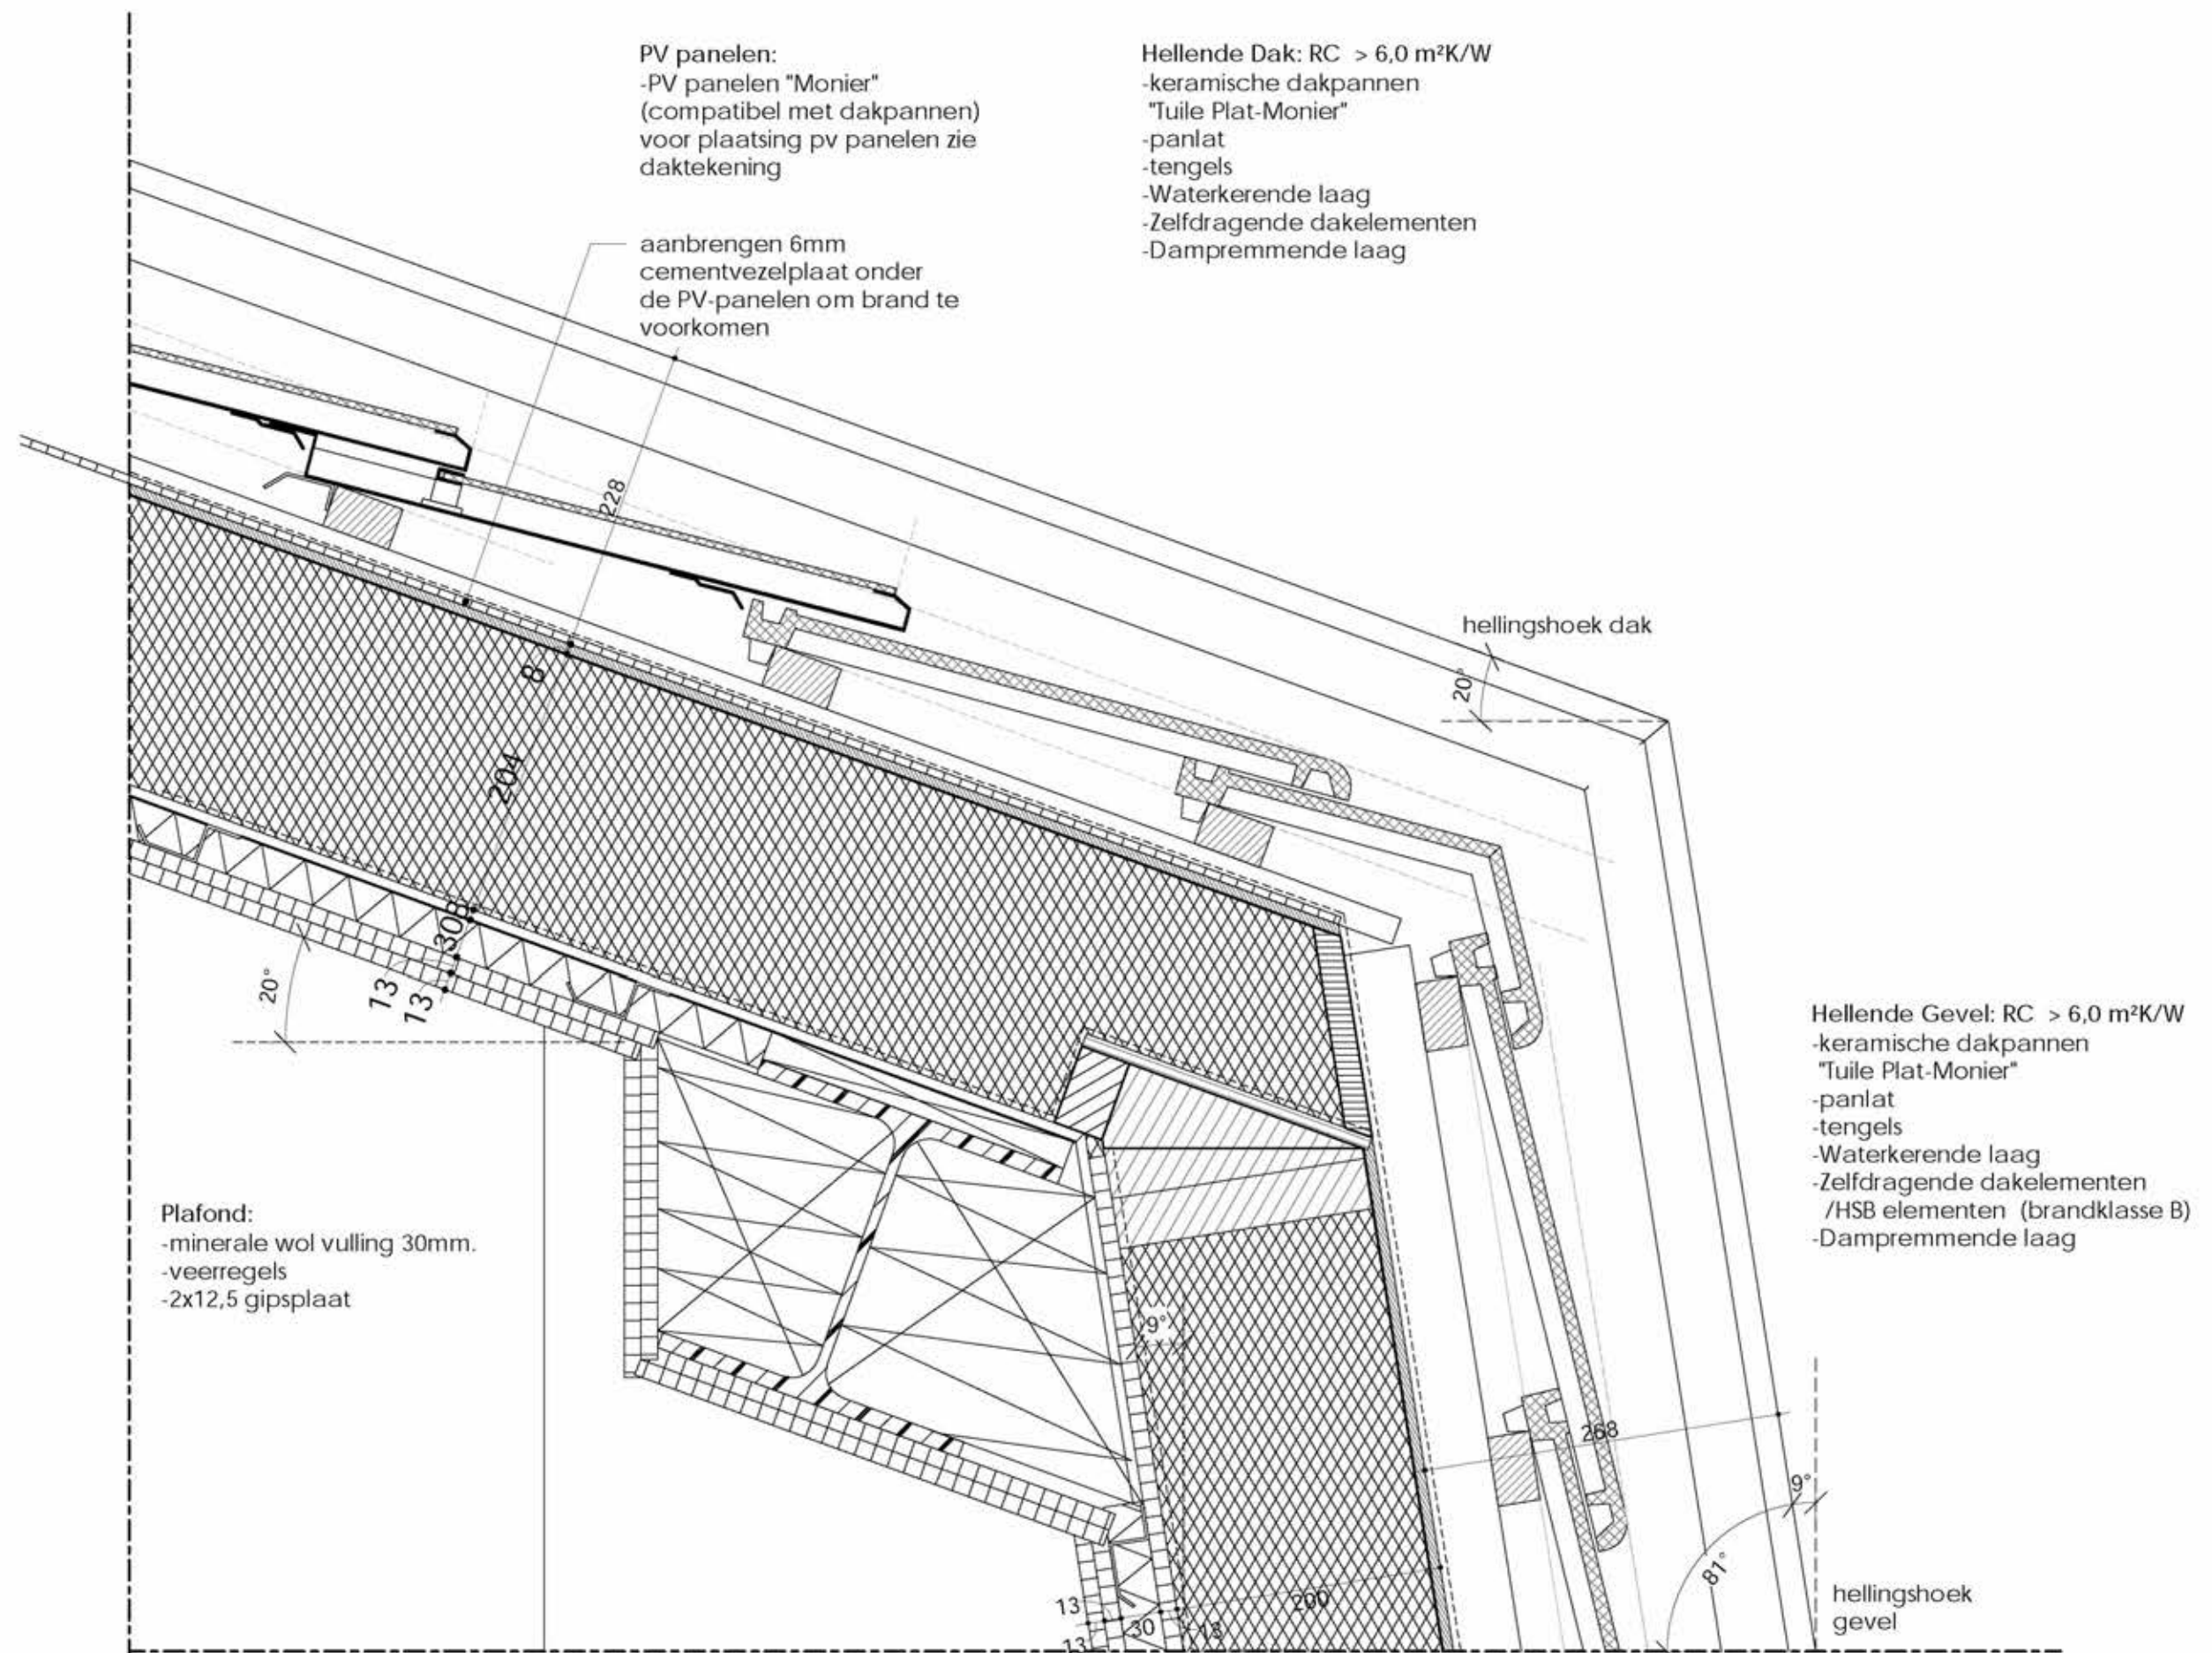 PV panelen:
-PV panelen "Monier"
(compatibel met dakpannen)
voor plaatsing pv panelen zie
daktekening
Hellende Dak: RC > 6,0 m²K/W
-keramische dakpannen
"Tuile Plat-Monier"
-panlat
-tengels
-Waterkerende laag
-Zelfdragende dakelementen
-Dampremmende laag
aanbrengen 6mm
cementvezelplaat onder
de PV-panelen om brand te
voorkomen
228
hellingshoek dak
20°
8
204
308
13
13
20°
Hellende Gevel: RC > 6,0 m²K/W
-keramische dakpannen
"Tuile Plat-Monier"
-panlat
-tengels
-Waterkerende laag
-Zelfdragende dakelementen
/HSB elementen (brandklasse B)
-Dampremmende laag
Plafond:
-minerale wol vulling 30mm.
-veerregels
-2x12,5 gipsplaat
9°
268
9°
81°
hellingshoek
gevel
13
13
30
13
200